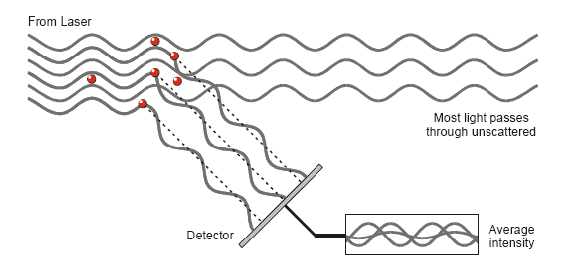 From Laser
Most light passes
through unscattered
Detector
Average
intensity